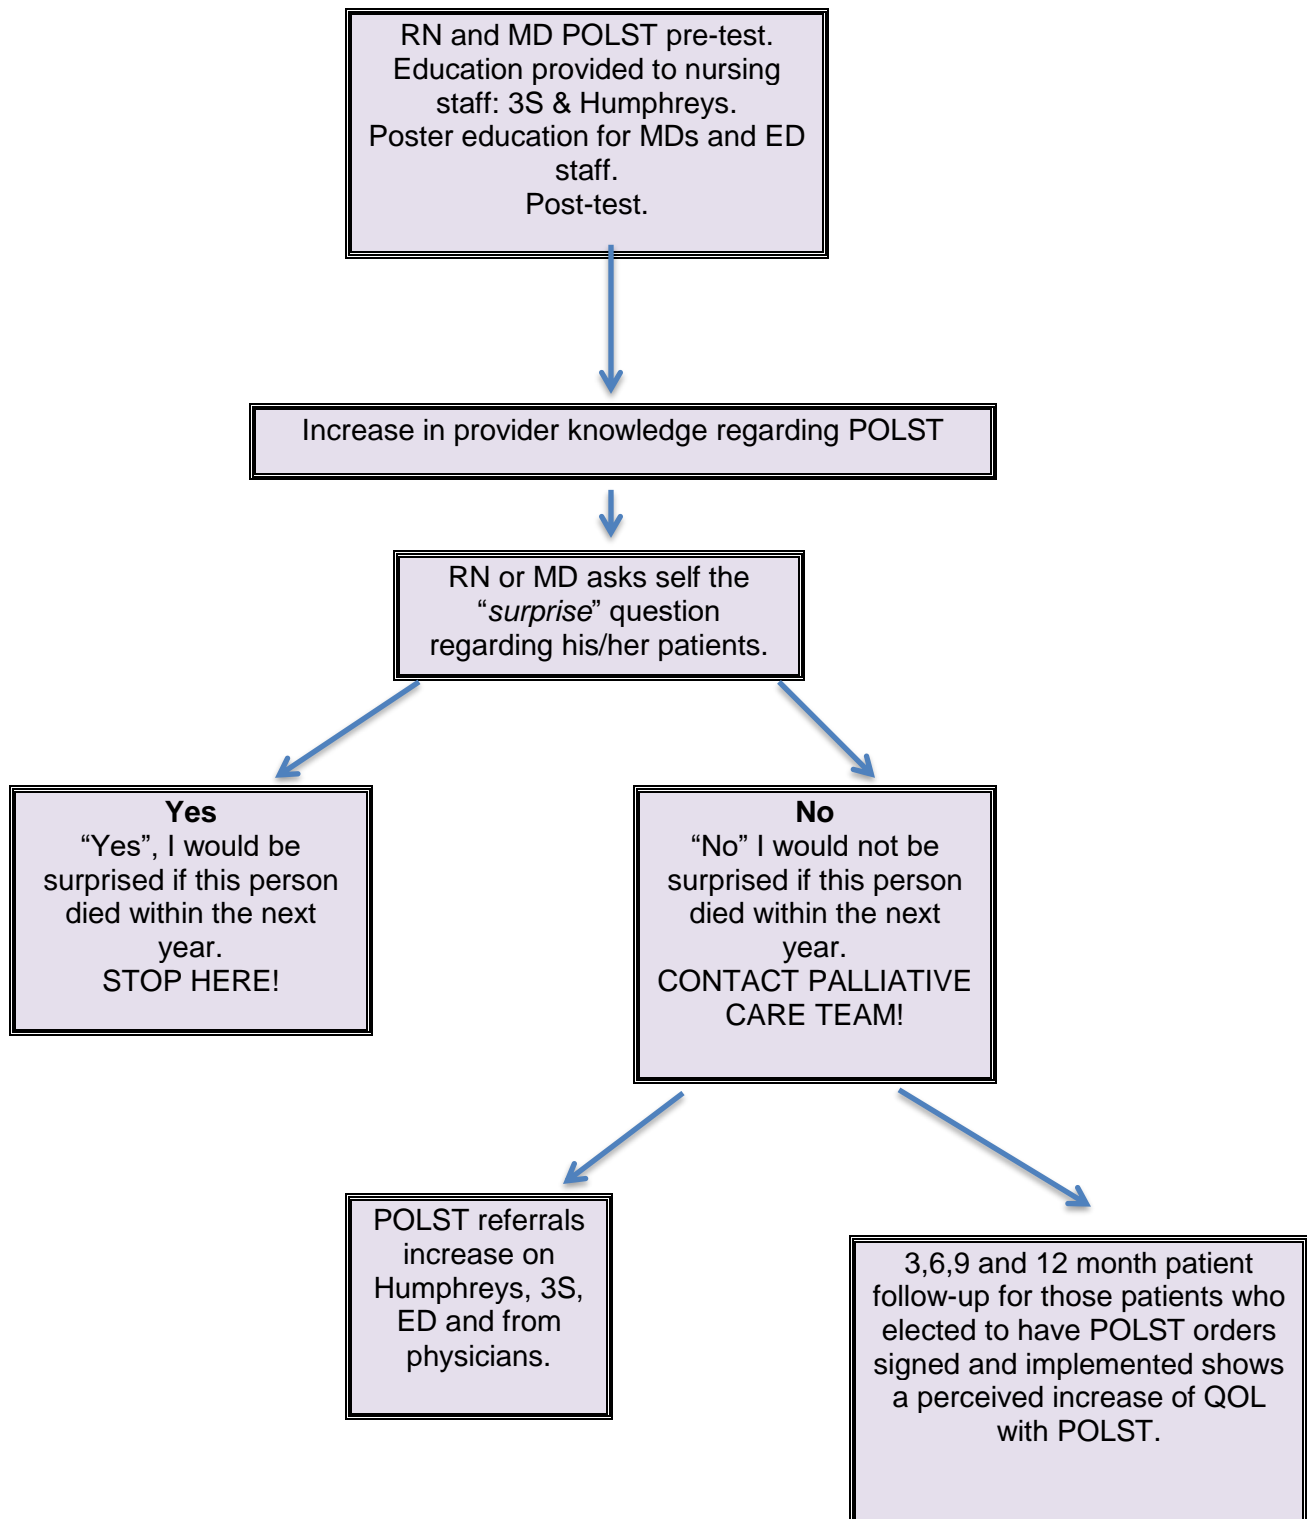 RN and MD POLST pre-test.
Education provided to nursing
staff: 3S & Humphreys.
Poster education for MDs and ED
staff.
Post-test.
Increase in provider knowledge regarding POLST
RN or MD asks self the
“surprise” question
regarding his/her patients.
Yes
“Yes”, I would be
surprised if this person
died within the next
year.
STOP HERE!
No
“No” I would not be
surprised if this person
died within the next
year.
CONTACT PALLIATIVE
CARE TEAM!
POLST referrals
increase on
Humphreys, 3S,
ED and from
physicians.
3,6,9 and 12 month patient
follow-up for those patients who
elected to have POLST orders
signed and implemented shows
a perceived increase of QOL
with POLST.